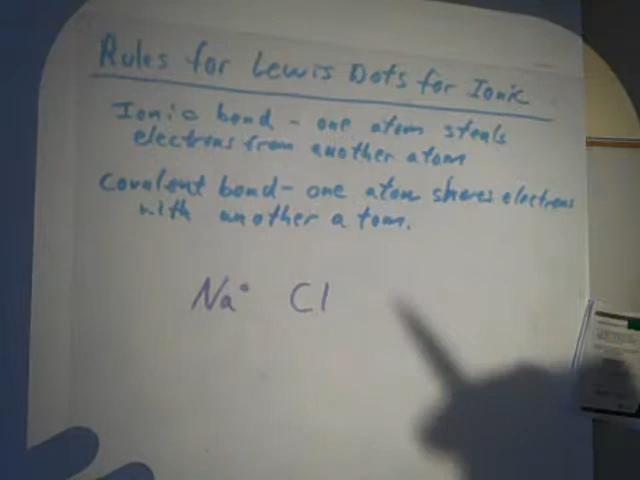 Rules for Lewis Dots for Ionic
Ionic bond - one atom steals
electrons from another atom
Covalent bond - one atom shares electrons
with another atom.
Na• Cl